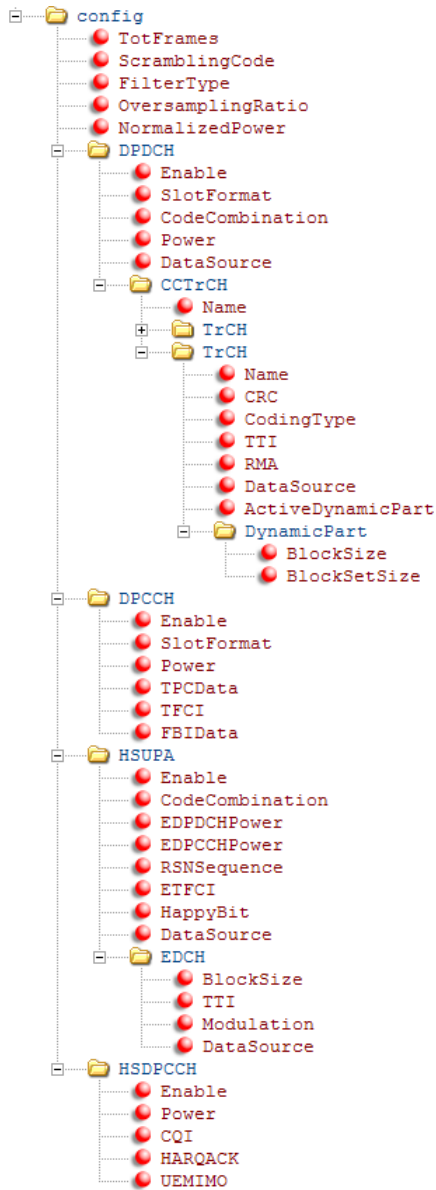 config
TotFrames
ScramblingCode
FilterType
OversamplingRatio
NormalizedPower
DPDCH
Enable
SlotFormat
CodeCombination
Power
DataSource
CCTrCH
Name
TrCH
TrCH
Name
CRC
CodingType
TTI
RMA
DataSource
ActiveDynamicPart
DynamicPart
BlockSize
BlockSetSize
DPCCH
Enable
SlotFormat
Power
TPCData
TFCI
FBIData
HSUPA
Enable
CodeCombination
EDPDCHPower
EDPCCHPower
RSNSequence
ETFCI
HappyBit
DataSource
EDCH
BlockSize
TTI
Modulation
DataSource
HSDPCCH
Enable
Power
CQI
HARQACK
UEMIMO